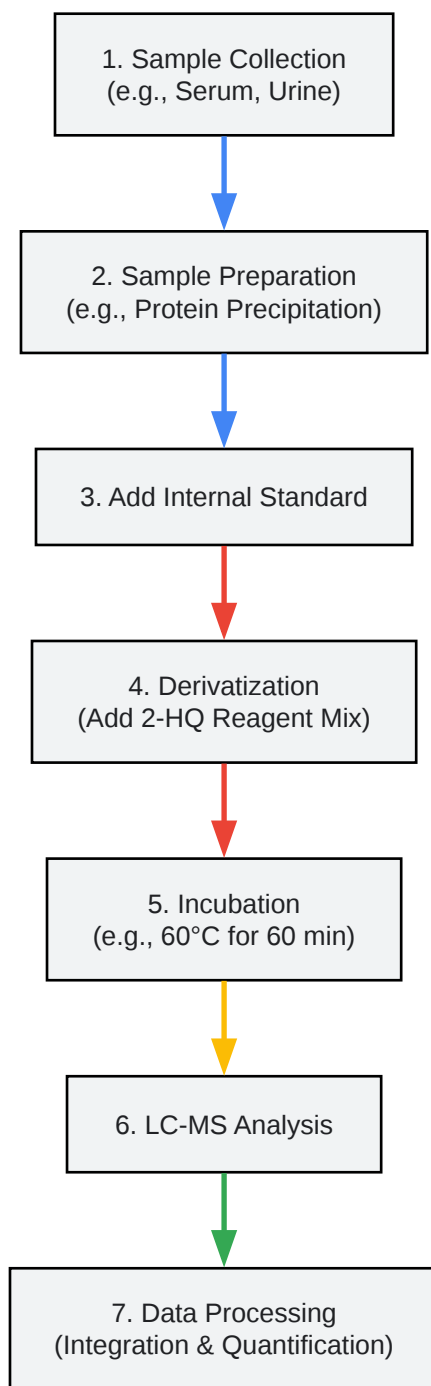 1. Sample Collection
(e.g., Serum, Urine)
2. Sample Preparation
(e.g., Protein Precipitation)
3. Add Internal Standard
4. Derivatization
(Add 2-HQ Reagent Mix)
5. Incubation
(e.g., 60°C for 60 min)
6. LC-MS Analysis
7. Data Processing
(Integration & Quantification)